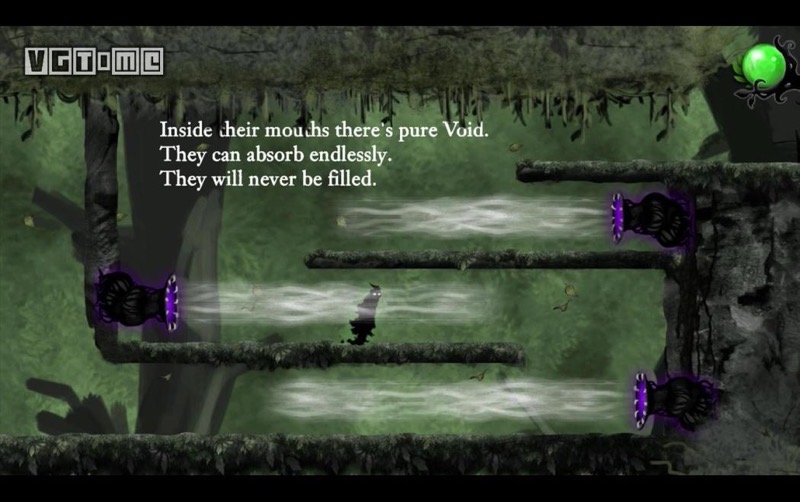 VGTIME
Inside their mouths there's pure Void.
They can absorb endlessly.
They will never be filled.